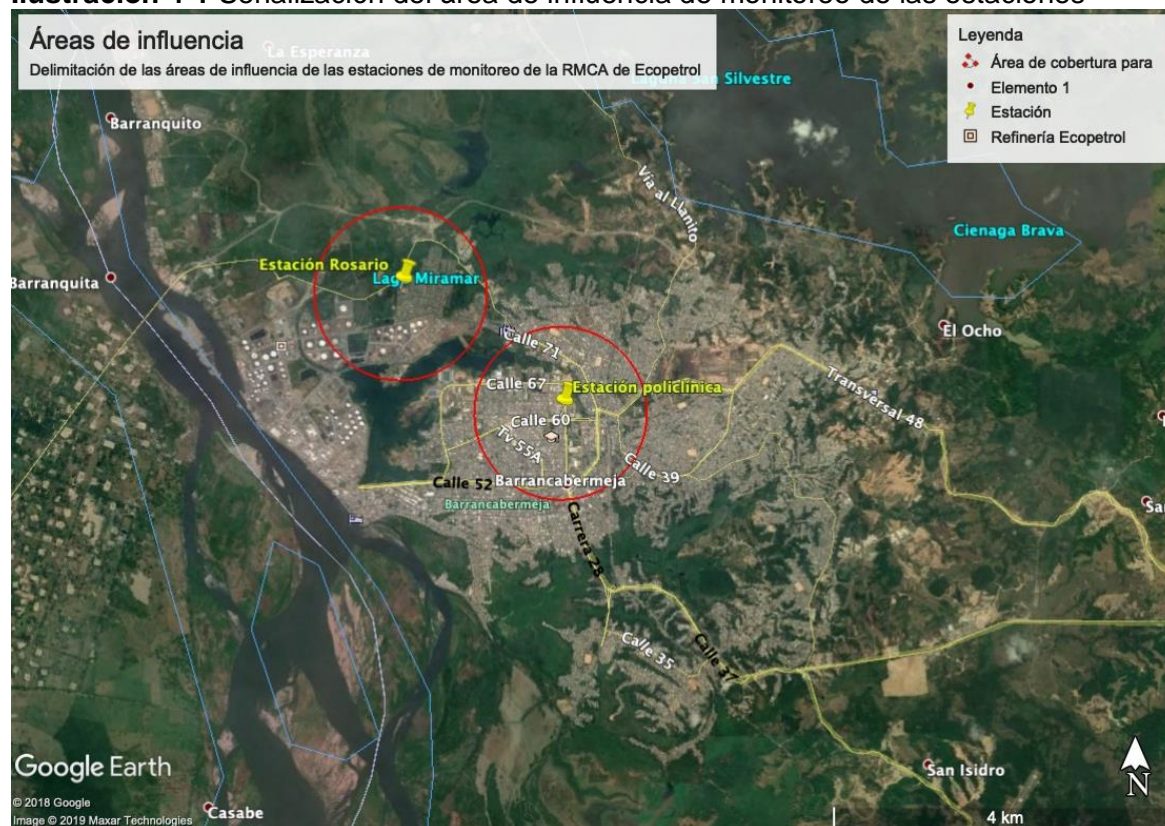 Ilustración 4-1 Señalización del área de influencia de monitoreo de las estaciones
Áreas de influencia
Delimitación de las áreas de influencia de las estaciones de monitoreo de la RMCA de Ecopetrol
La Esperanza
San Silvestre
Leyenda
Área de cobertura para
Elemento 1
Estación
Refinería Ecopetrol
Barranquito
Vía al Llanito
Cienaga Brava
Estación Rosario
Lago Miramar
Barranquita
El Ocho
Calle 71
Calle 67
Estación policlínica
Transversal 48
Calle 60
Tv 55A
Calle 39
Calle 52
Barrancabermeja
Barrancabermeja
Carrera 28
Calle 35
Calle 37
San Isidro
Google Earth
© 2018 Google
Image © 2019 Maxar Technologies
Casabe
N
4 km